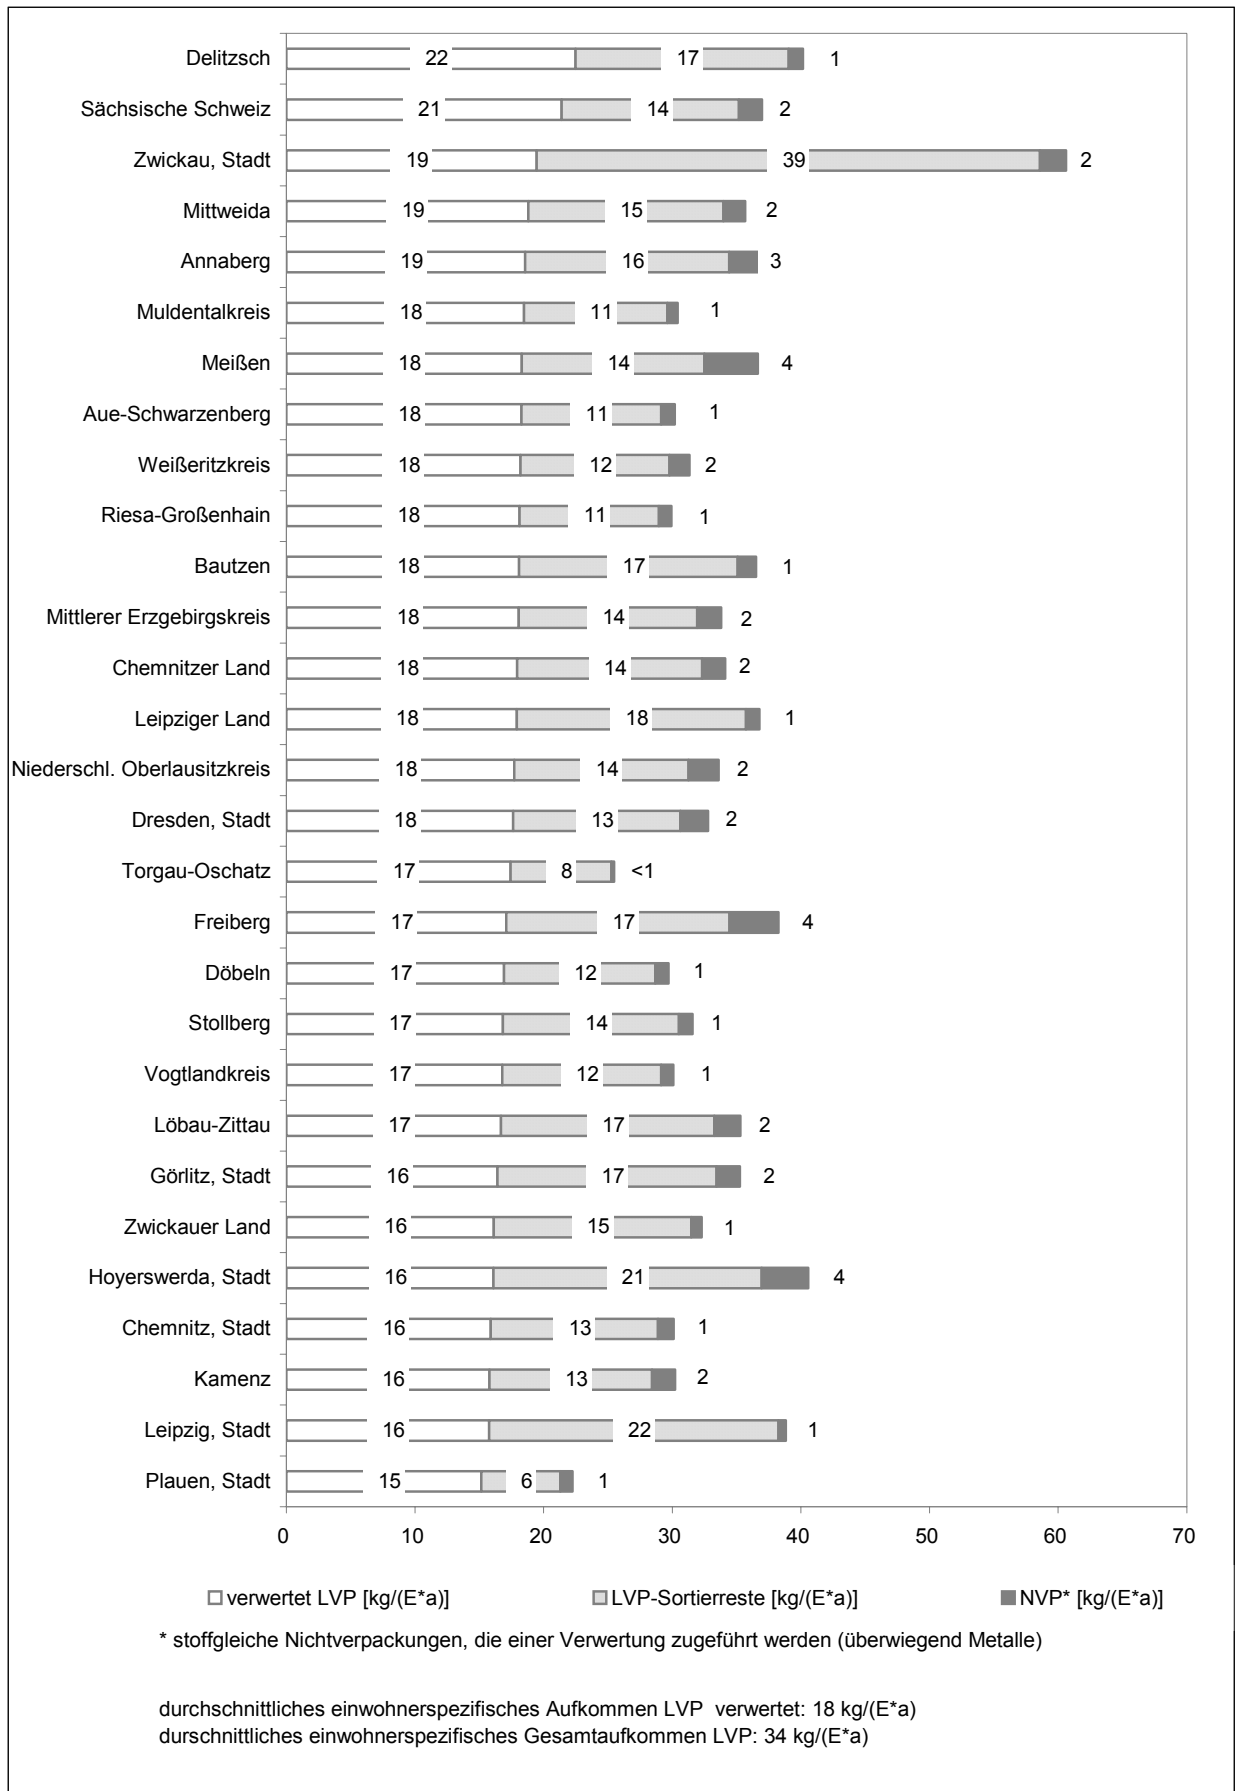 Delitzsch 22 17 1
Sächsische Schweiz 21 14 2
Zwickau, Stadt 19 39 2
Mittweida 19 15 2
Annaberg 19 16 3
Muldentalkreis 18 11 1
Meißen 18 14 4
Aue-Schwarzenberg 18 11 1
Weißeritzkreis 18 12 2
Riesa-Großenhain 18 11 1
Bautzen 18 17 1
Mittlerer Erzgebirgskreis 18 14 2
Chemnitzer Land 18 14 2
Leipziger Land 18 18 1
Niederschl. Oberlausitzkreis 18 14 2
Dresden, Stadt 18 13 2
Torgau-Oschatz 17 8 <1
Freiberg 17 17 4
Döbeln 17 12 1
Stollberg 17 14 1
Vogtlandkreis 17 12 1
Löbau-Zittau 17 17 2
Görlitz, Stadt 16 17 2
Zwickauer Land 16 15 1
Hoyerswerda, Stadt 16 21 4
Chemnitz, Stadt 16 13 1
Kamenz 16 13 2
Leipzig, Stadt 16 22 1
Plauen, Stadt 15 6 1
0 10 20 30 40 50 60 70
verwertet LVP [kg/(E*a)] LVP-Sortierreste [kg/(E*a)] NVP* [kg/(E*a)]
* stoffgleiche Nichtverpackungen, die einer Verwertung zugeführt werden (überwiegend Metalle)
durchschnittliches einwohnerspezifisches Aufkommen LVP verwertet: 18 kg/(E*a)
durschnittliches einwohnerspezifisches Gesamtaufkommen LVP: 34 kg/(E*a)